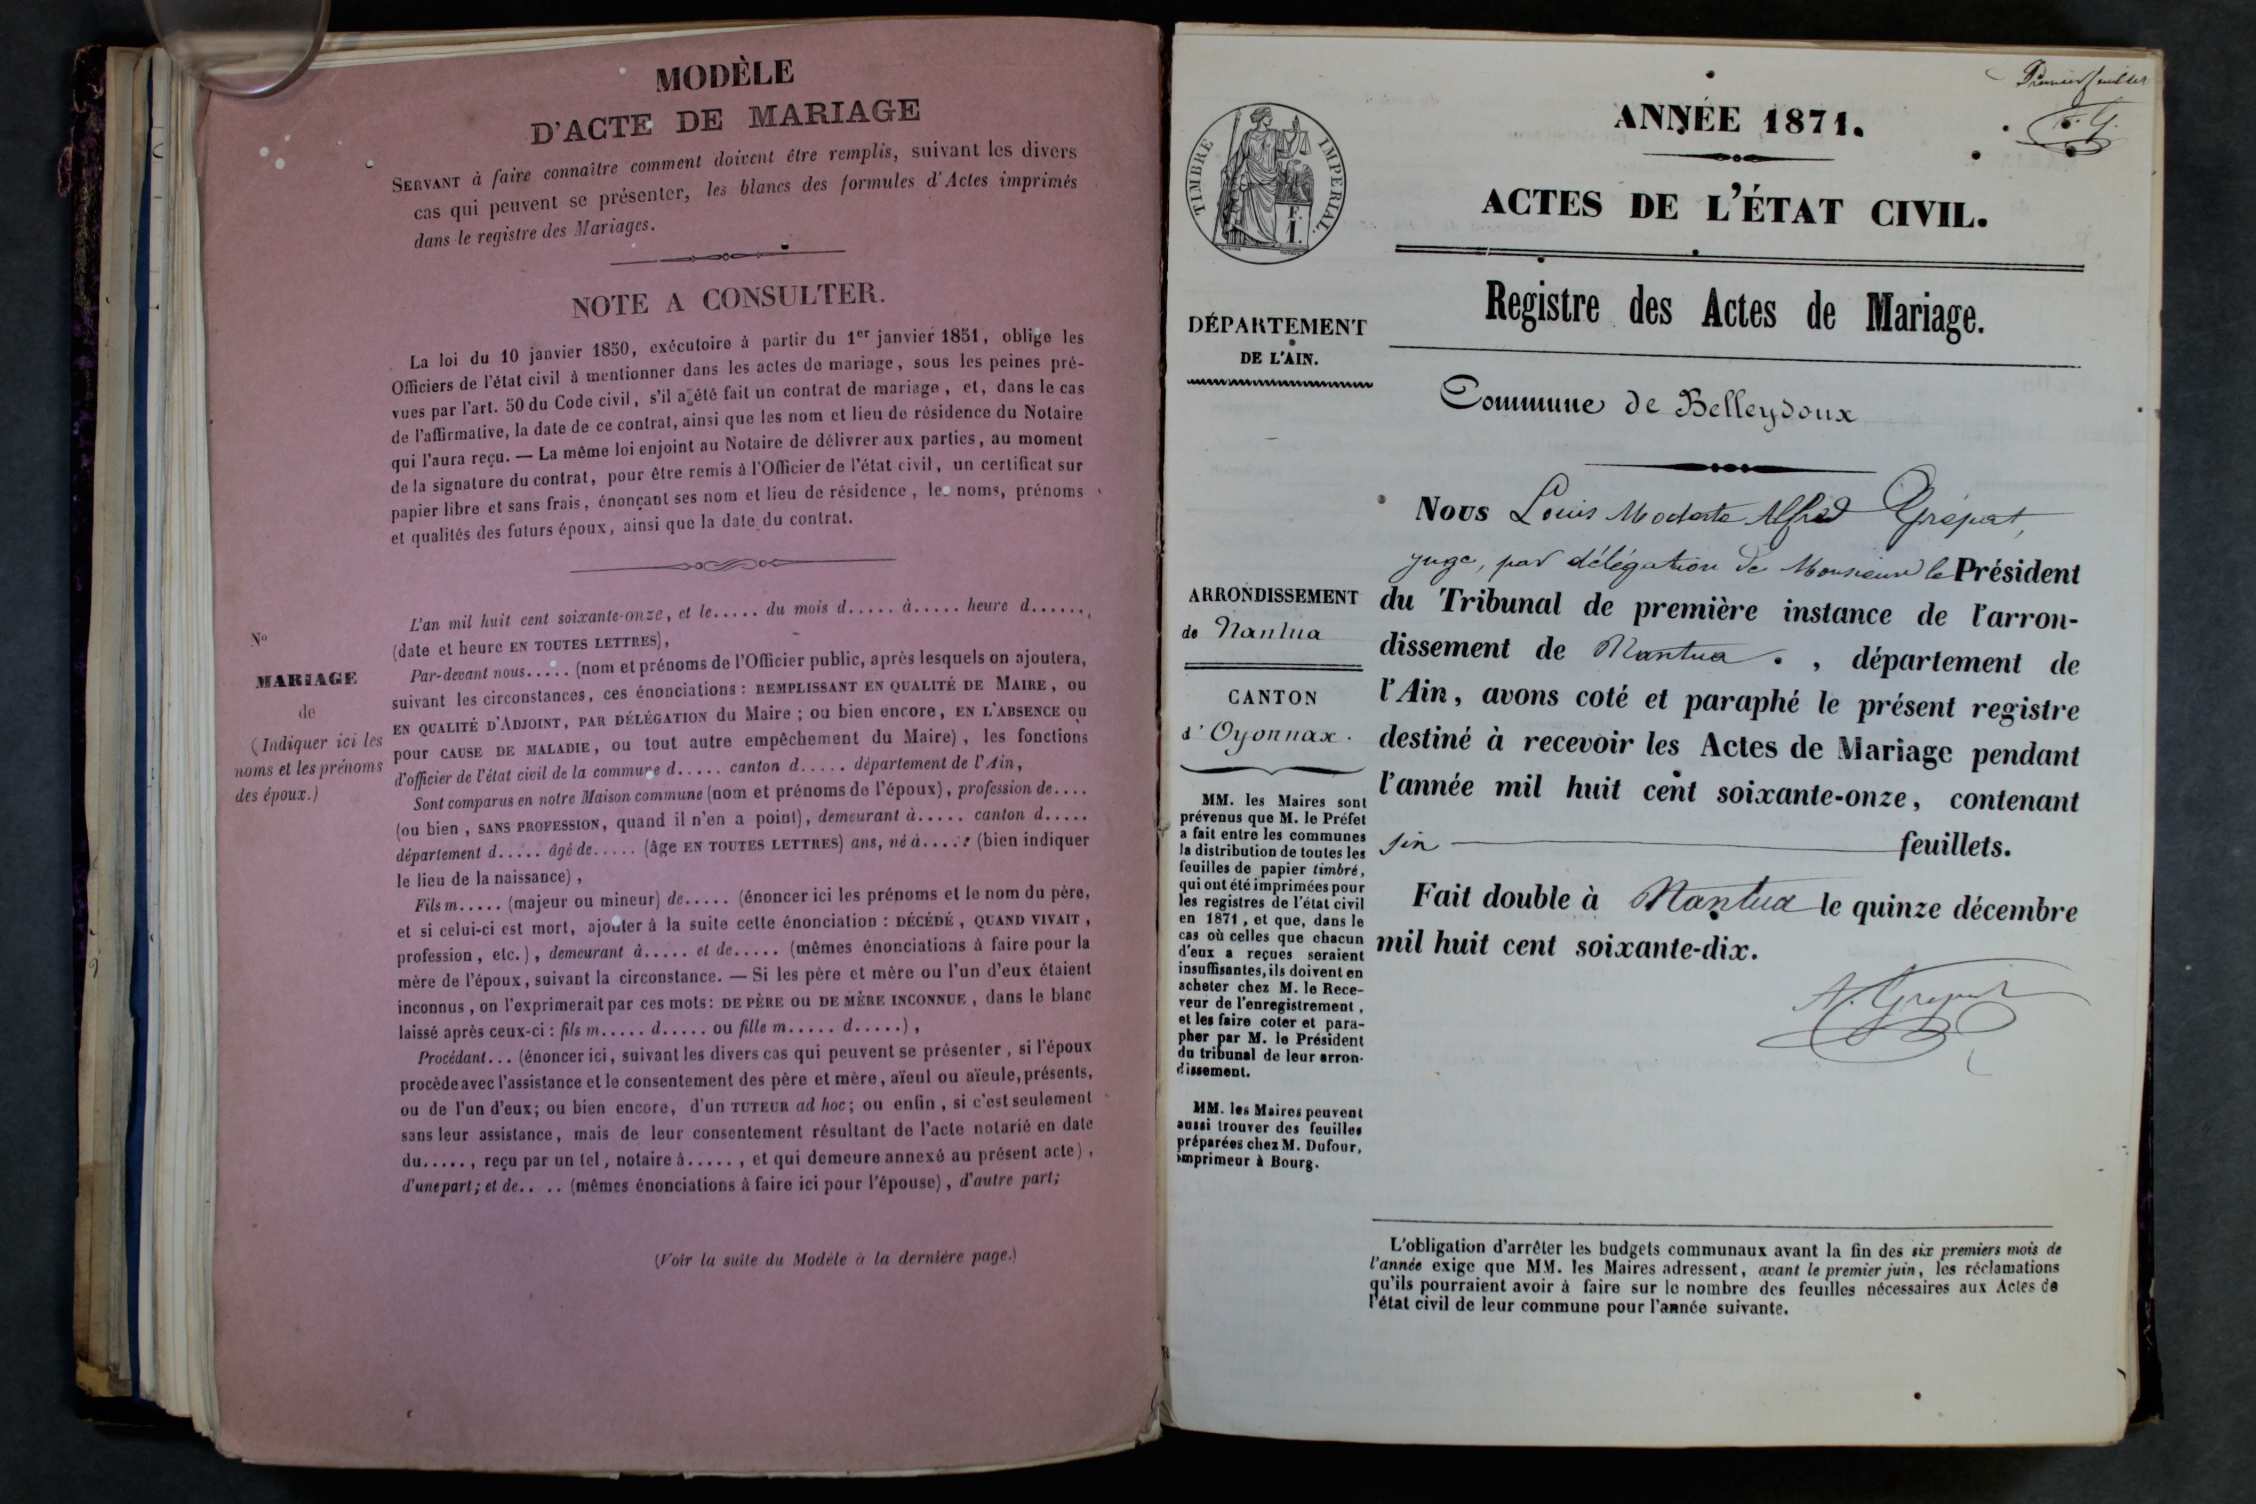 MODÈLE
D'ACTE DE MARIAGE
SERVANT à faire connaître comment doivent être remplis, suivant les divers
cas qui peuvent se présenter, les blancs des formules d'Actes imprimés
dans le registre des Mariages.
NOTE A CONSULTER.
La loi du 10 janvier 1850, exécutoire à partir du 1er janvier 1851, oblige les
Officiers de l'état civil à mentionner dans les actes de mariage, sous les peines pré-
vues par l'art. 50 du Code civil, s'il a été fait un contrat de mariage, et, dans le cas
de l'affirmative, la date de ce contrat, ainsi que les nom et lieu de résidence du Notaire
qui l'aura reçu. — La même loi enjoint au Notaire de délivrer aux parties, au moment
de la signature du contrat, pour être remis à l'Officier de l'état civil, un certificat sur
papier libre et sans frais, énonçant ses nom et lieu de résidence, les noms, prénoms
et qualités des futurs époux, ainsi que la date du contrat.
No
MARIAGE
de
(Indiquer ici les
noms et les prénoms
des époux.)
L'an mil huit cent soixante-onze, et le..... du mois d..... à..... heure d......,
(date et heure EN TOUTES LETTRES),
Par-devant nous..... (nom et prénoms de l'Officier public, après lesquels on ajoutera,
suivant les circonstances, ces énonciations : REMPLISSANT EN QUALITÉ DE MAIRE, ou
EN QUALITÉ D'ADJOINT, PAR DÉLÉGATION du Maire ; ou bien encore, EN L'ABSENCE ou
pour CAUSE DE MALADIE, ou tout autre empêchement du Maire), les fonctions
d'officier de l'état civil de la commune d..... canton d..... département de l'Ain,
Sont comparus en notre Maison commune (nom et prénoms de l'époux), profession de....
(ou bien, SANS PROFESSION, quand il n'en a point), demeurant à..... canton d.....
département d..... âgé de..... (âge EN TOUTES LETTRES) ans, né à..... (bien indiquer
le lieu de la naissance),
Fils m..... (majeur ou mineur) de..... (énoncer ici les prénoms et le nom du père,
et si celui-ci est mort, ajouter à la suite cette énonciation : DÉCÉDÉ, QUAND VIVAIT,
profession, etc.), demeurant à..... et de..... (mêmes énonciations à faire pour la
mère de l'époux, suivant la circonstance. — Si les père et mère ou l'un d'eux étaient
inconnus, on l'exprimerait par ces mots : DE PÈRE OU DE MÈRE INCONNUE, dans le blanc
laissé après ceux-ci : fils m..... d..... ou fille m..... d.....),
Procédant... (énoncer ici, suivant les divers cas qui peuvent se présenter, si l'époux
procède avec l'assistance et le consentement des père et mère, aïeul ou aïeule, présents,
ou de l'un d'eux; ou bien encore, d'un TUTEUR ad hoc; ou enfin, si c'est seulement
sans leur assistance, mais de leur consentement résultant de l'acte notarié en date
du....., reçu par un tel, notaire à....., et qui demeure annexé au présent acte),
d'une part; et de.. .. (mêmes énonciations à faire ici pour l'épouse), d'autre part;
(Voir la suite du Modèle à la dernière page.)
Premier feuillet
TIMBRE IMPERIAL.
F.
1.
ANNÉE 1871.
ACTES DE L'ÉTAT CIVIL.
Registre des Actes de Mariage.
DÉPARTEMENT
DE L'AIN.
Commune de Belleydoux
ARRONDISSEMENT
de Nantua
CANTON
d'Oyonnax.
MM. les Maires sont
prévenus que M. le Préfet
a fait entre les communes
la distribution de toutes les
feuilles de papier timbré,
qui ont été imprimées pour
les registres de l'état civil
en 1871, et que, dans le
cas où celles que chacun
d'eux a reçues seraient
insuffisantes, ils doivent en
acheter chez M. le Rece-
veur de l'enregistrement,
et les faire coter et para-
pher par M. le Président
du tribunal de leur arron-
dissement.
MM. les Maires peuvent
aussi trouver des feuilles
préparées chez M. Dufour,
imprimeur à Bourg.
Nous Louis Modeste Alfred Grépat,
juge, par délégation de Monsieur le Président
du Tribunal de première instance de l'arron-
dissement de Nantua . , département de
l'Ain, avons coté et paraphé le présent registre
destiné à recevoir les Actes de Mariage pendant
l'année mil huit cent soixante-onze, contenant
six feuillets.
Fait double à Nantua le quinze décembre
mil huit cent soixante-dix.
A. Grépat
L'obligation d'arrêter les budgets communaux avant la fin des six premiers mois de
l'année exige que MM. les Maires adressent, avant le premier juin, les réclamations
qu'ils pourraient avoir à faire sur le nombre des feuilles nécessaires aux Actes de
l'état civil de leur commune pour l'année suivante.